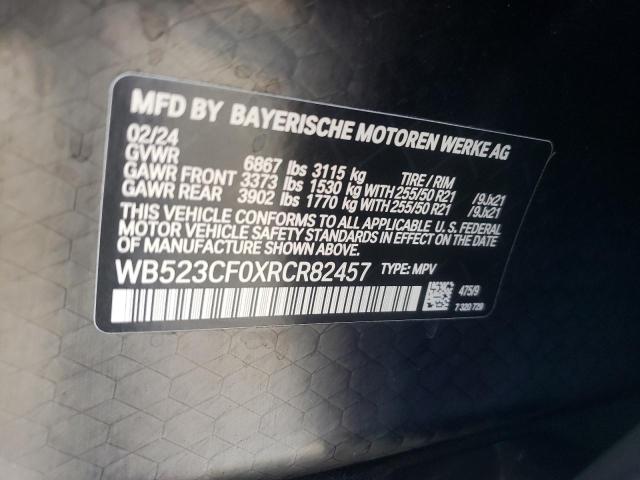 MFD BY BAYERISCHE MOTOREN WERKE AG
02/24
GVWR 6867 lbs 3115 kg TIRE / RIM
GAWR FRONT 3373 lbs 1530 kg WITH 255/50 R21 /9Jx21
GAWR REAR 3902 lbs 1770 kg WITH 255/50 R21 /9Jx21
THIS VEHICLE CONFORMS TO ALL APPLICABLE U.S. FEDERAL
MOTOR VEHICLE SAFETY STANDARDS IN EFFECT ON THE DATE OF
MANUFACTURE SHOWN ABOVE.
WB523CF0XRCR82457 TYPE: MPV
475/9
7 320 729